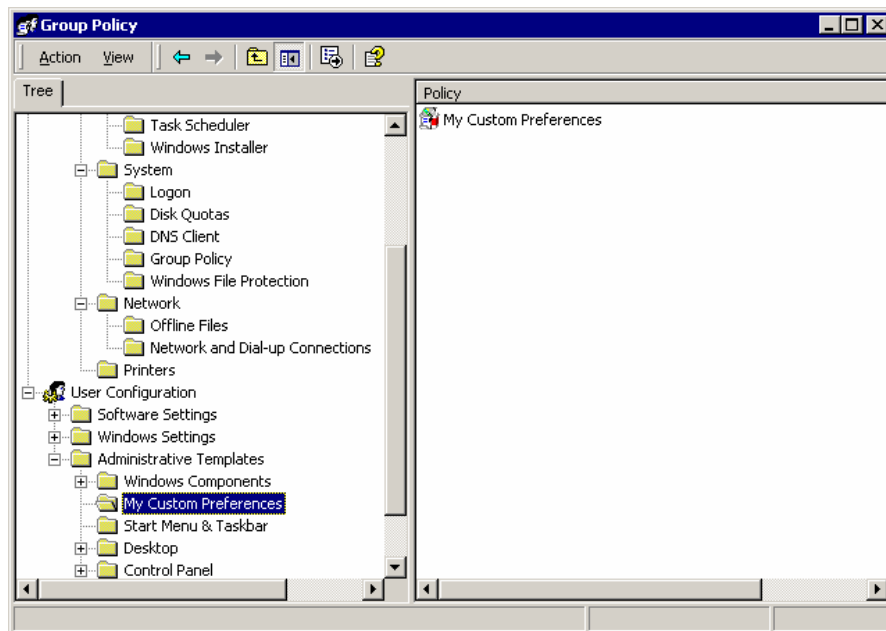 Group Policy
Action View
Tree
Task Scheduler
Windows Installer
System
Logon
Disk Quotas
DNS Client
Group Policy
Windows File Protection
Network
Offline Files
Network and Dial-up Connections
Printers
User Configuration
Software Settings
Windows Settings
Administrative Templates
Windows Components
My Custom Preferences
Start Menu & Taskbar
Desktop
Control Panel
Policy
My Custom Preferences